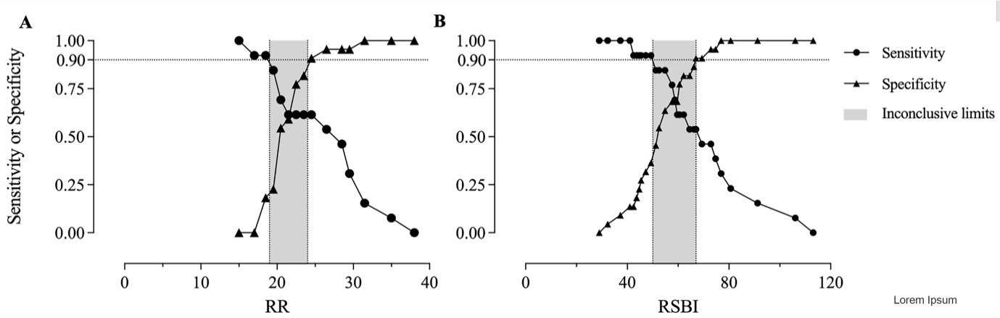 A
B
1.00
0.90
0.75
0.50
0.25
0.00
Sensitivity or Specificity
0 10 20 30 40
RR
1.00
0.90
0.75
0.50
0.25
0.00
0 40 80 120
RSBI
Sensitivity
Specificity
Inconclusive limits
Lorem Ipsum